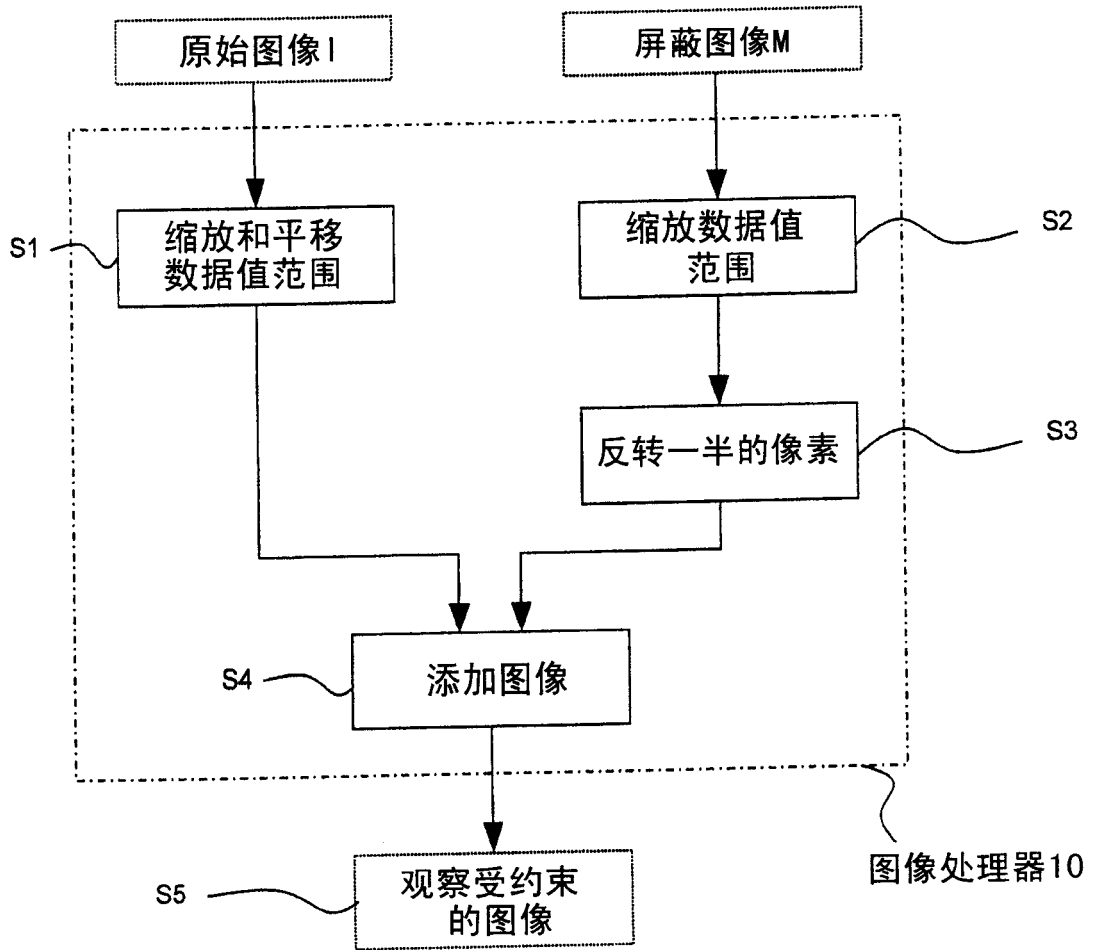 原始图像I
屏蔽图像M
S1
缩放和平移
数据值范围
缩放数据值
范围
S2
反转一半的像素
S3
S4
添加图像
图像处理器10
S5
观察受约束
的图像